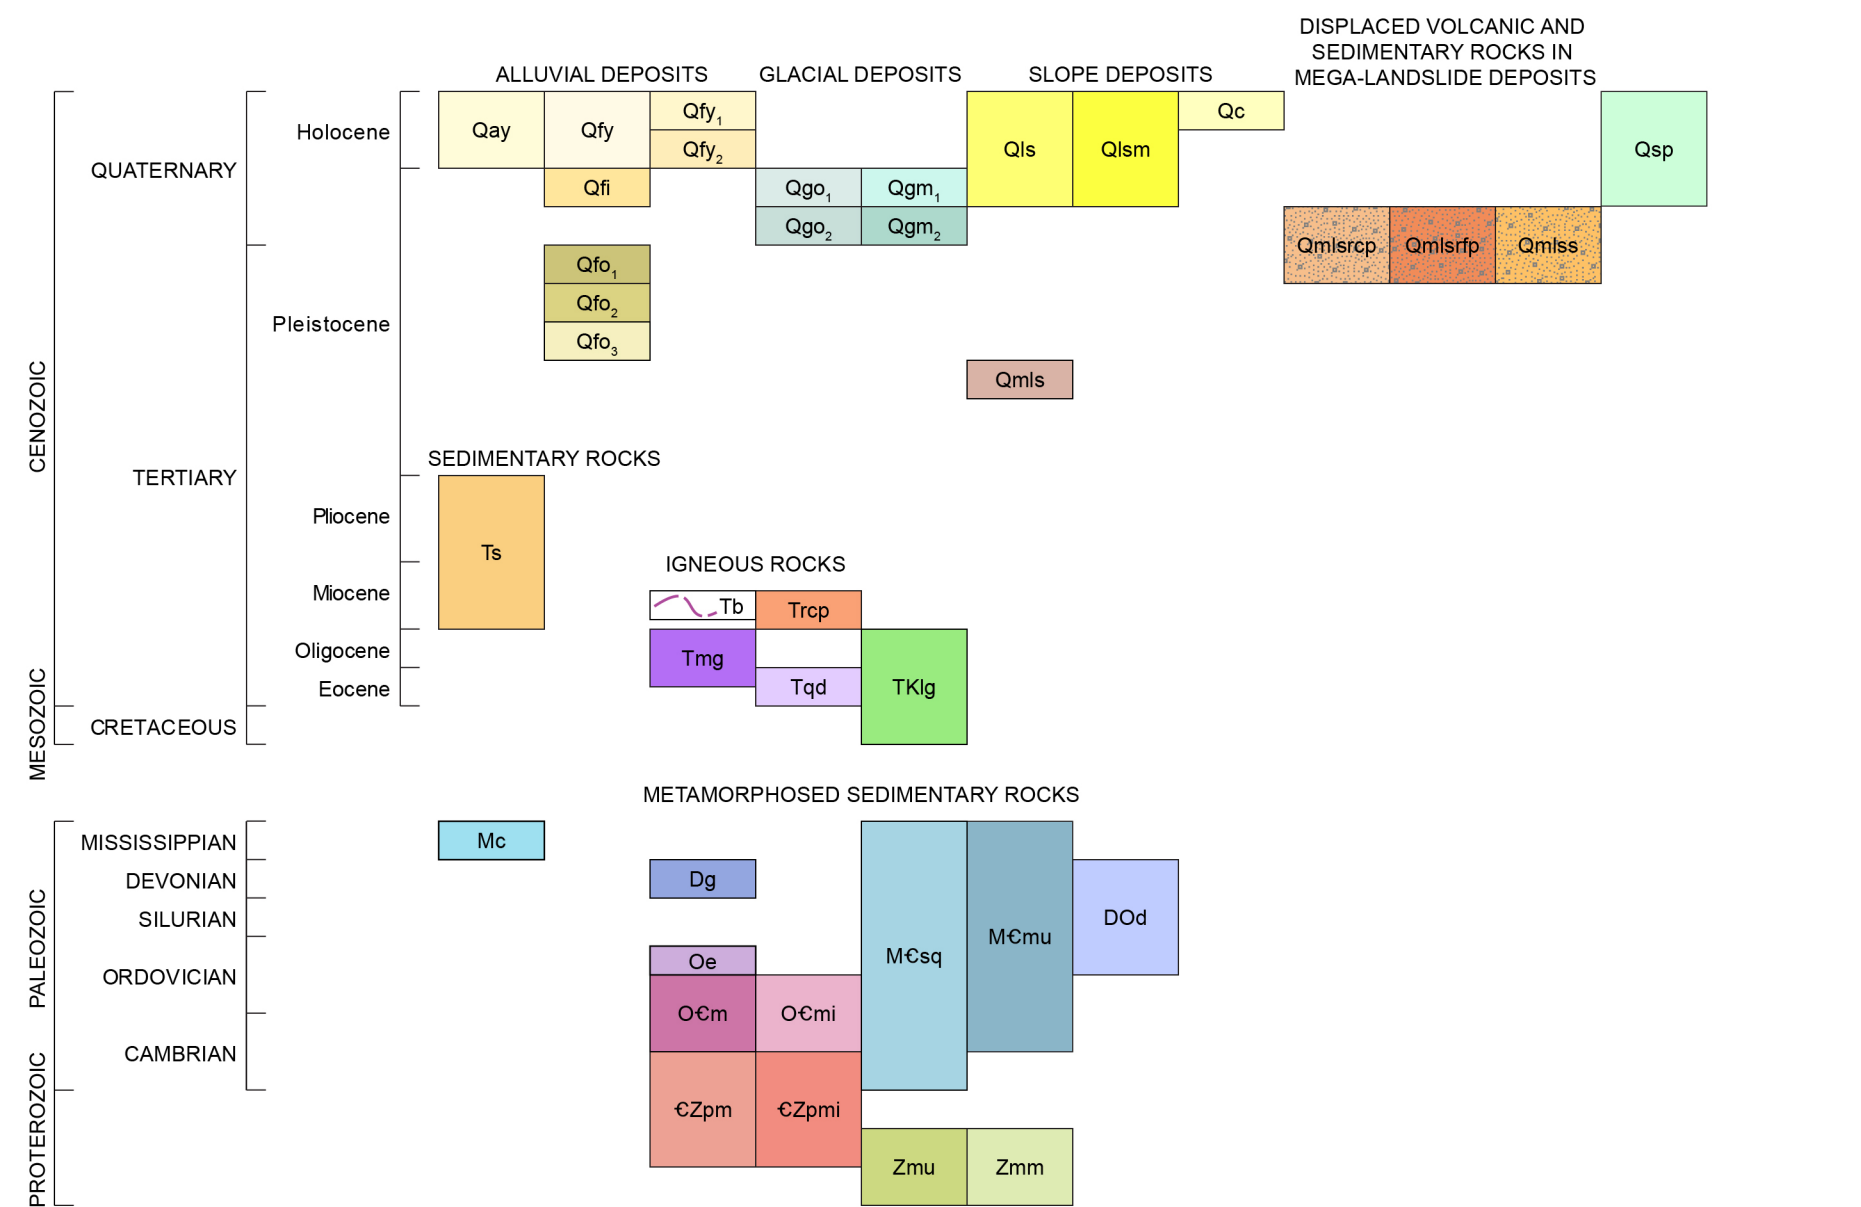 DISPLACED VOLCANIC AND
SEDIMENTARY ROCKS IN
MEGA-LANDSLIDE DEPOSITS
ALLUVIAL DEPOSITS
GLACIAL DEPOSITS
SLOPE DEPOSITS
Holocene
Qay
Qfy
Qfy1
Qfy2
Qls
Qlsm
Qc
Qsp
QUATERNARY
Qfi
Qgo1
Qgm1
Qgo2
Qgm2
Qmlsrcp
Qmlsrfp
Qmlss
Qfo1
Qfo2
Qfo3
Pleistocene
Qmls
CENOZOIC
SEDIMENTARY ROCKS
TERTIARY
Pliocene
Ts
Miocene
IGNEOUS ROCKS
Tb
Trcp
Oligocene
Tmg
Eocene
Tqd
TKlg
MESOZOIC
CRETACEOUS
METAMORPHOSED SEDIMENTARY ROCKS
MISSISSIPPIAN
Mc
DEVONIAN
Dg
SILURIAN
DOd
M€mu
M€sq
PALEOZOIC
Oe
ORDOVICIAN
O€m
O€mi
CAMBRIAN
€Zpm
€Zpmi
PROTEROZOIC
Zmu
Zmm